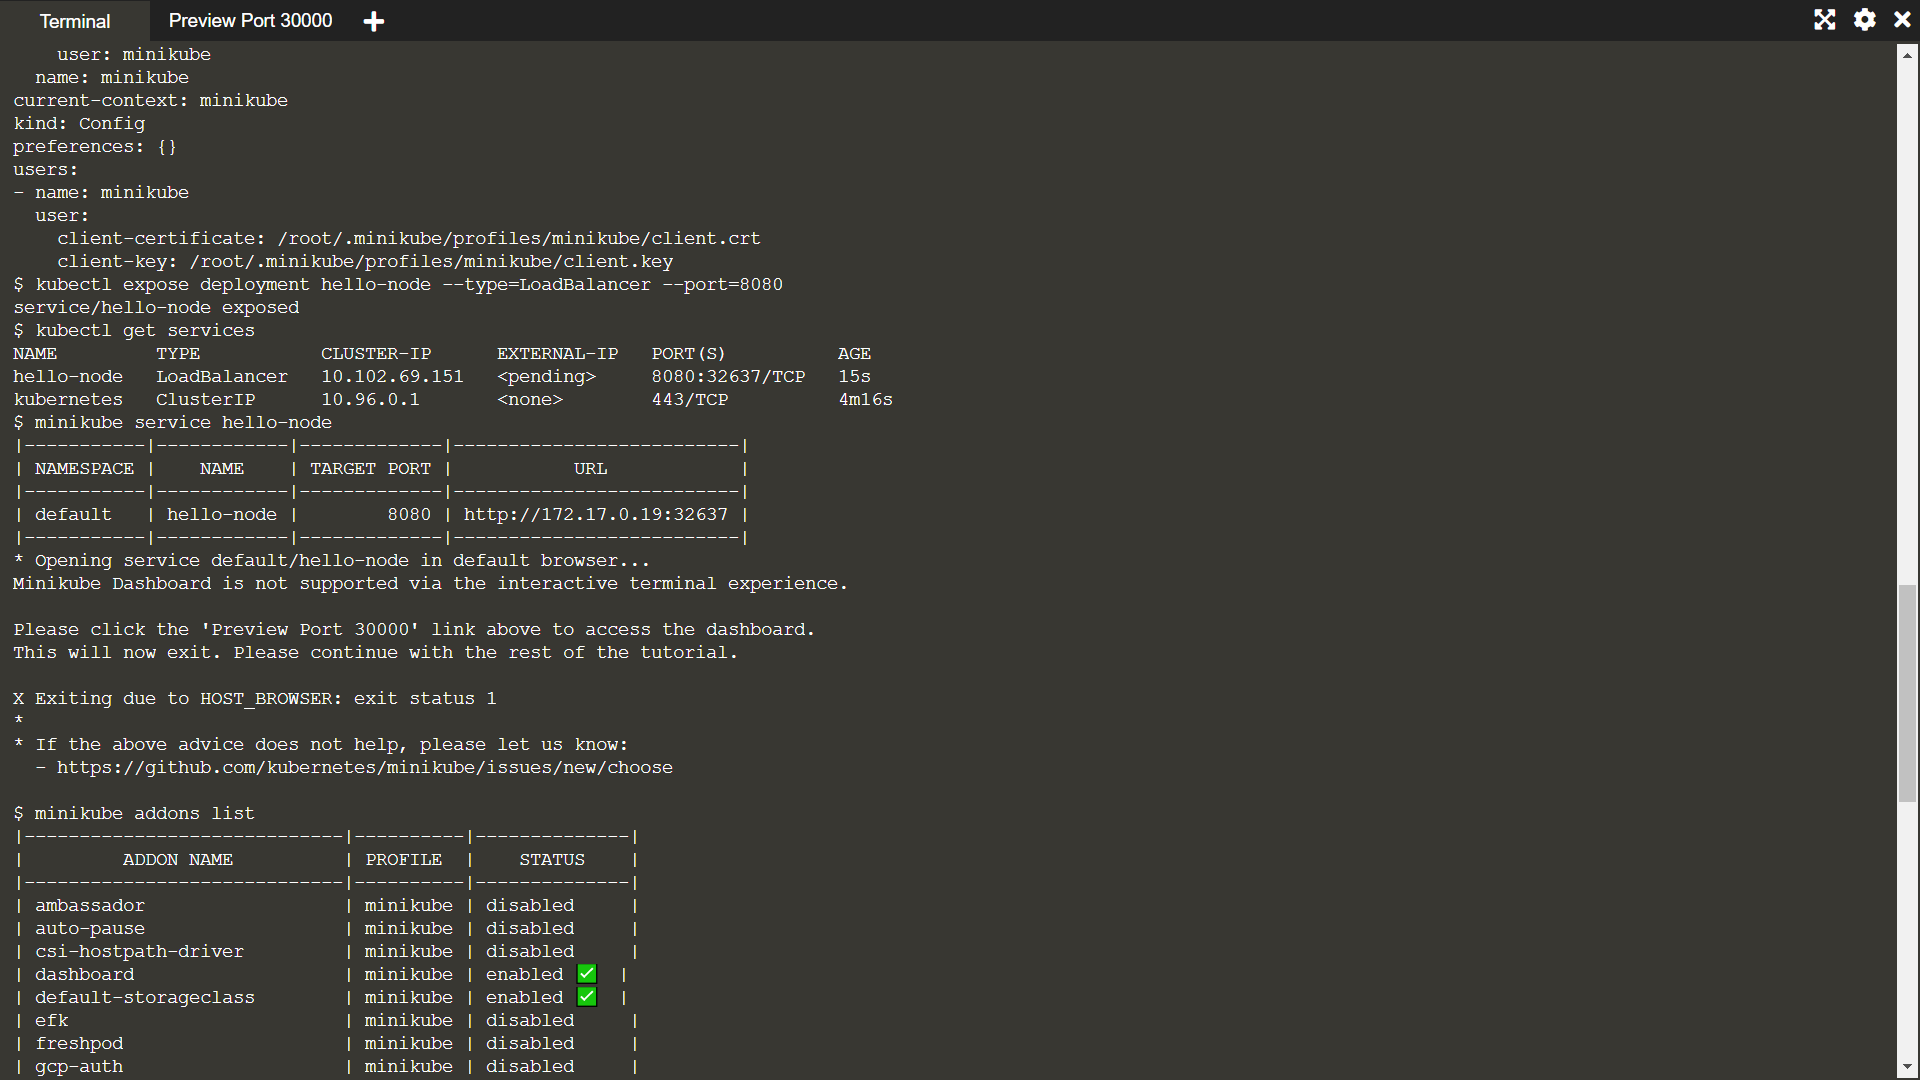 Terminal Preview Port 30000
    user: minikube
  name: minikube
current-context: minikube
kind: Config
preferences: {}
users:
- name: minikube
  user:
    client-certificate: /root/.minikube/profiles/minikube/client.crt
    client-key: /root/.minikube/profiles/minikube/client.key
$ kubectl expose deployment hello-node --type=LoadBalancer --port=8080
service/hello-node exposed
$ kubectl get services
NAME         TYPE           CLUSTER-IP      EXTERNAL-IP   PORT(S)          AGE
hello-node   LoadBalancer   10.102.69.151   <pending>     8080:32637/TCP   15s
kubernetes   ClusterIP      10.96.0.1       <none>        443/TCP          4m16s
$ minikube service hello-node
|-----------|------------|-------------|--------------------------|
| NAMESPACE |    NAME    | TARGET PORT |           URL            |
|-----------|------------|-------------|--------------------------|
| default   | hello-node |        8080 | http://172.17.0.19:32637 |
|-----------|------------|-------------|--------------------------|
* Opening service default/hello-node in default browser...
Minikube Dashboard is not supported via the interactive terminal experience.
Please click the 'Preview Port 30000' link above to access the dashboard.
This will now exit. Please continue with the rest of the tutorial.
X Exiting due to HOST_BROWSER: exit status 1
*
* If the above advice does not help, please let us know:
  - https://github.com/kubernetes/minikube/issues/new/choose
$ minikube addons list
|-----------------------------|----------|--------------|
|         ADDON NAME          | PROFILE  |    STATUS    |
|-----------------------------|----------|--------------|
| ambassador                  | minikube | disabled     |
| auto-pause                  | minikube | disabled     |
| csi-hostpath-driver         | minikube | disabled     |
| dashboard                   | minikube | enabled ✅   |
| default-storageclass        | minikube | enabled ✅   |
| efk                         | minikube | disabled     |
| freshpod                    | minikube | disabled     |
| gcp-auth                    | minikube | disabled     |